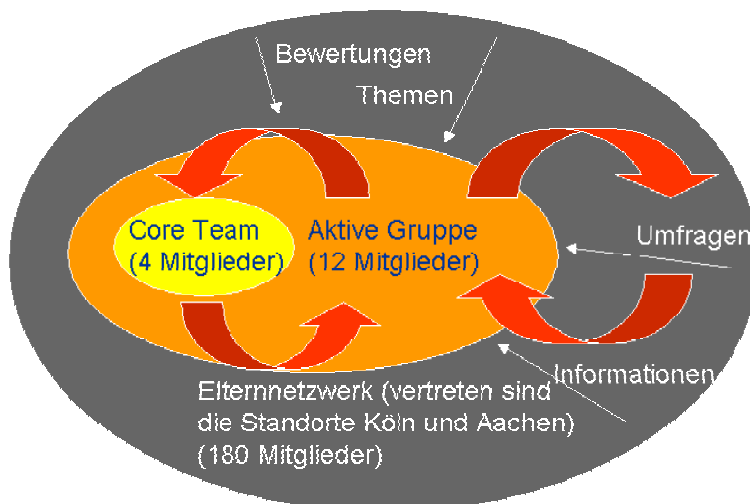 Bewertungen
Themen
Core Team
(4 Mitglieder)
Aktive Gruppe
(12 Mitglieder)
Umfragen
Informationen
Elternnetzwerk (vertreten sind
die Standorte Köln und Aachen)
(180 Mitglieder)